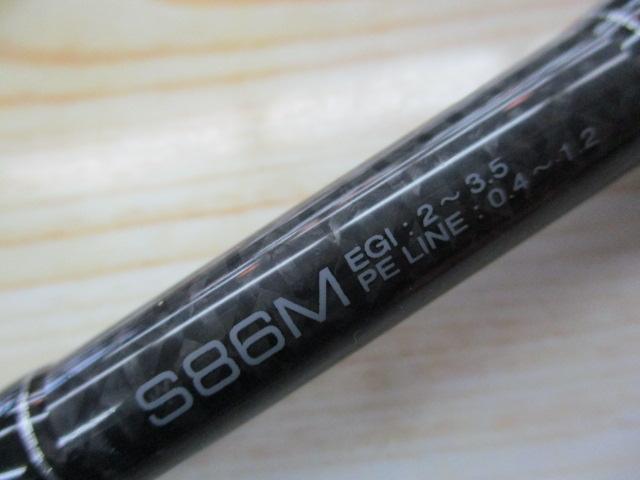 S86M
EGI : 2～3.5
PE LINE : 0.4～1.2